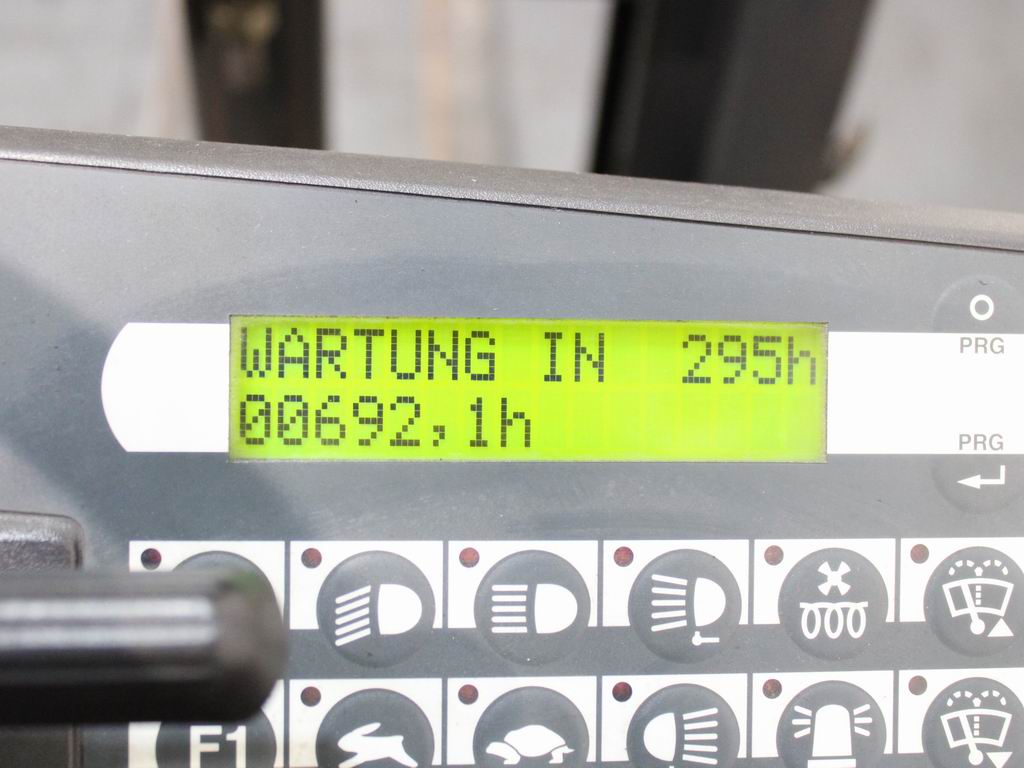 WARTUNG IN 295h
00692,1h
PRG
PRG
F1